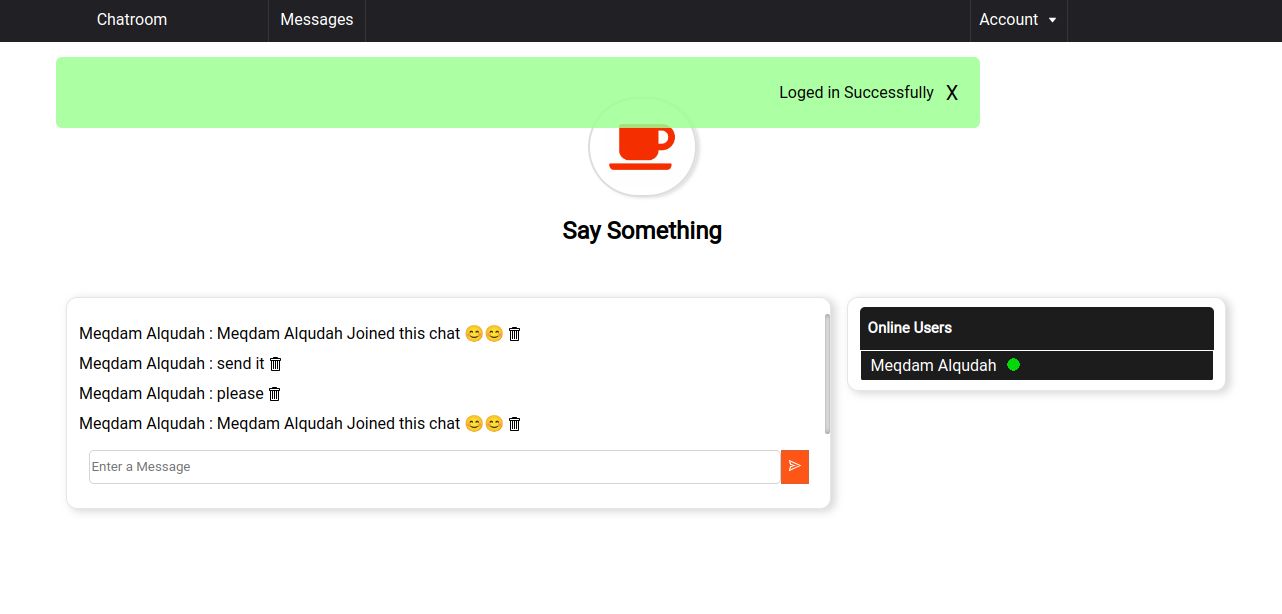 Chatroom Messages Account
Loged in Successfully X
Say Something
Meqdam Alqudah : Meqdam Alqudah Joined this chat 😊😊
Meqdam Alqudah : send it
Meqdam Alqudah : please
Meqdam Alqudah : Meqdam Alqudah Joined this chat 😊😊
Enter a Message
Online Users
Meqdam Alqudah